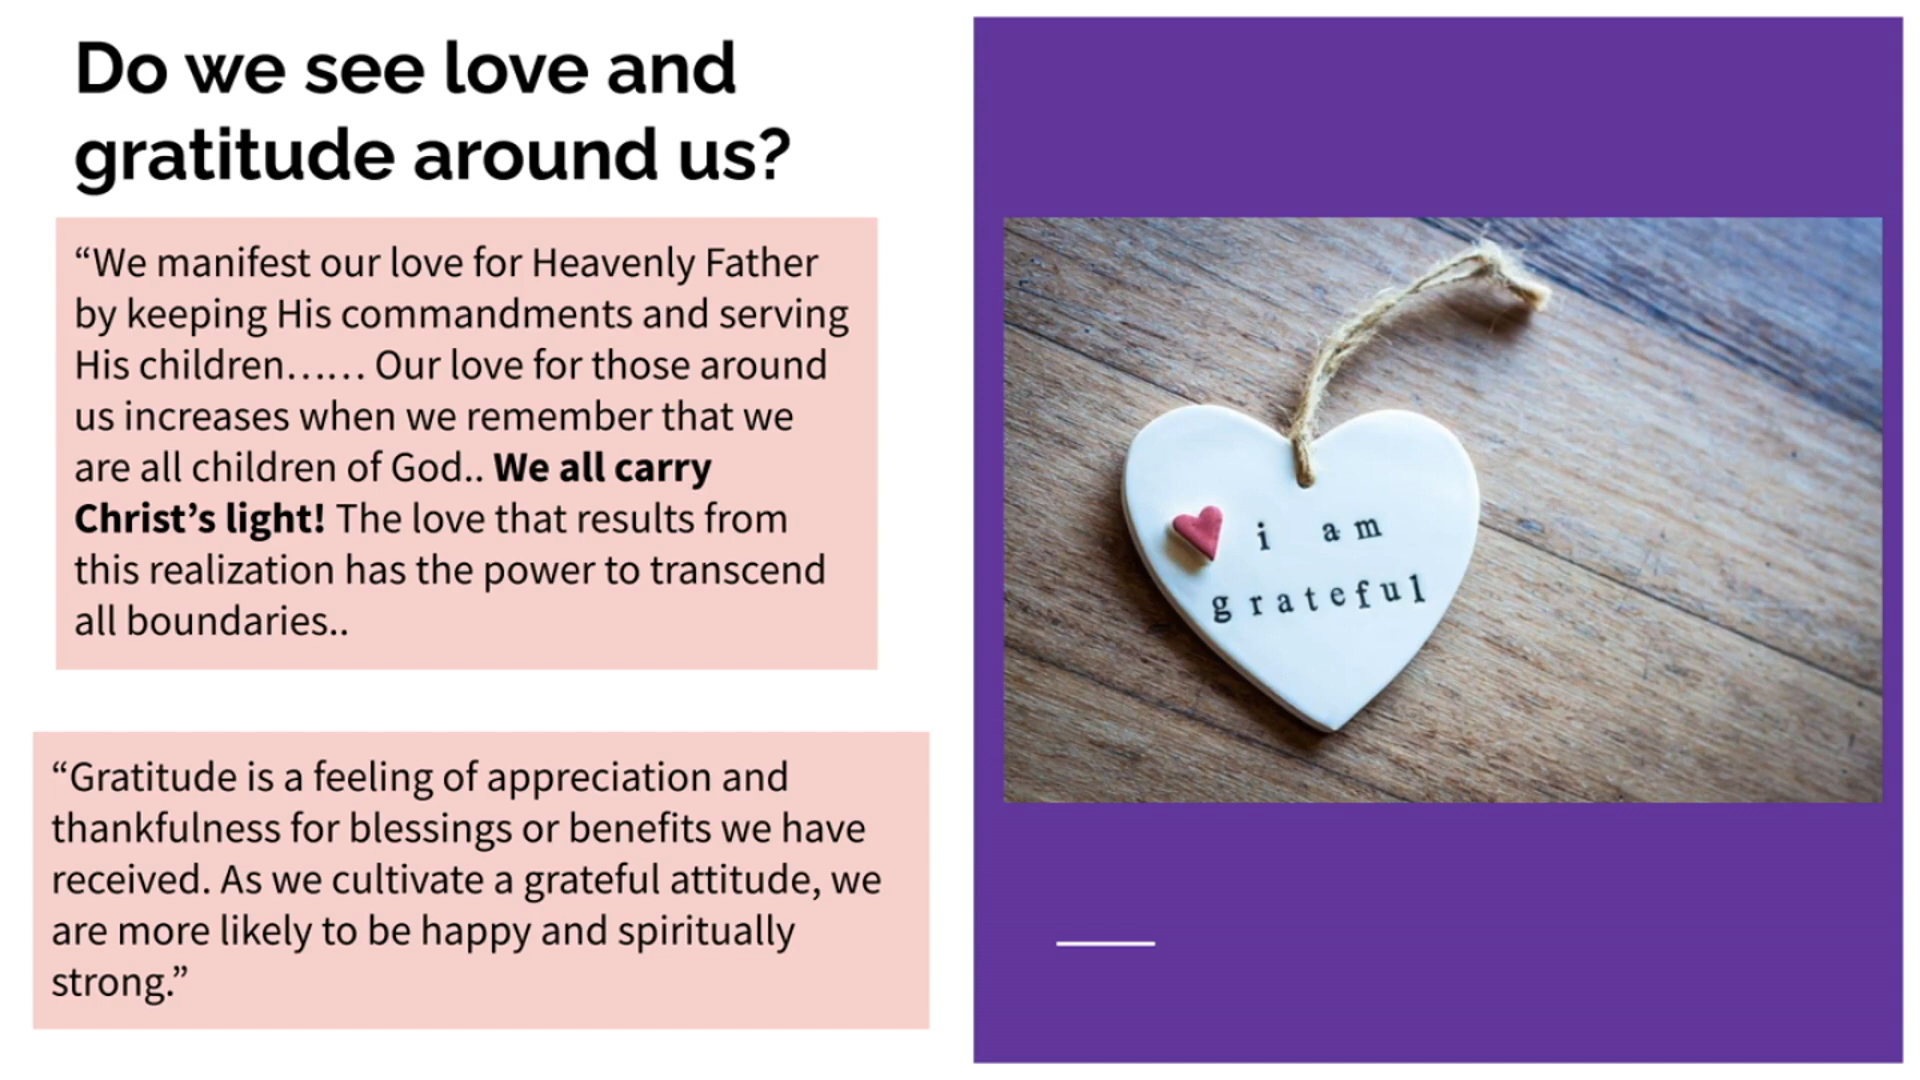 Do we see love and
gratitude around us?
“We manifest our love for Heavenly Father
by keeping His commandments and serving
His children…… Our love for those around
us increases when we remember that we
are all children of God.. We all carry
Christ’s light! The love that results from
this realization has the power to transcend
all boundaries..
“Gratitude is a feeling of appreciation and
thankfulness for blessings or benefits we have
received. As we cultivate a grateful attitude, we
are more likely to be happy and spiritually
strong.”
i am
grateful